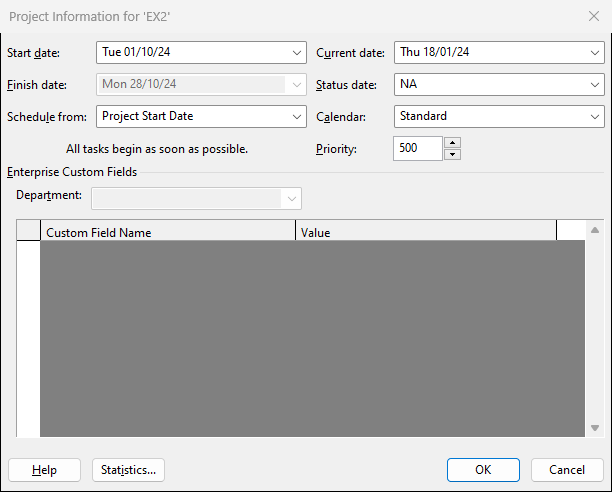 Project Information for 'EX2'
Start date: Tue 01/10/24 Current date: Thu 18/01/24
Finish date: Mon 28/10/24 Status date: NA
Schedule from: Project Start Date Calendar: Standard
All tasks begin as soon as possible. Priority: 500
Enterprise Custom Fields
Department:
Custom Field Name Value
Help Statistics... OK Cancel